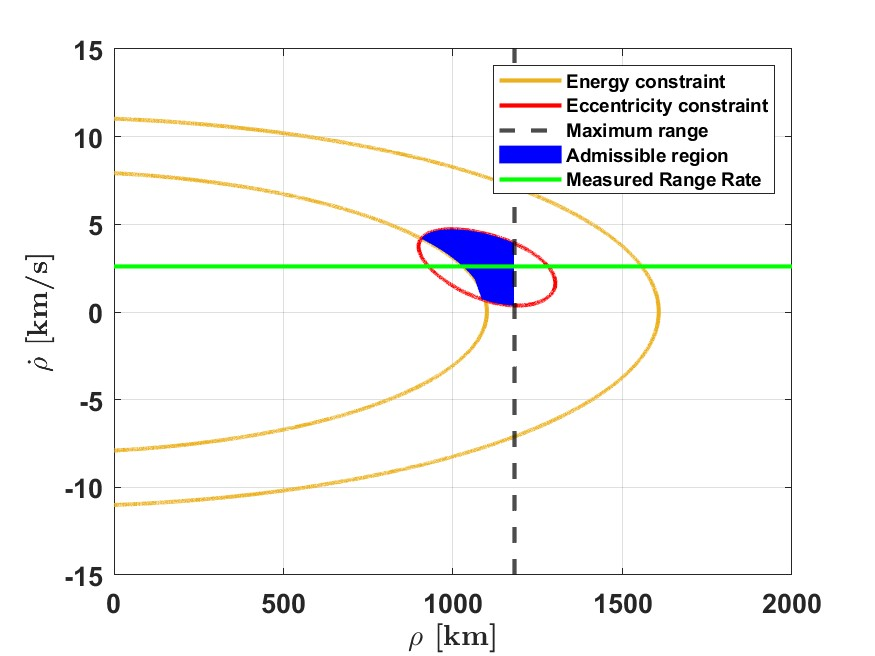 15
10
5
0
-5
-10
-15
0 500 1000 1500 2000
ρ̇ [km/s]
ρ [km]
Energy constraint
Eccentricity constraint
Maximum range
Admissible region
Measured Range Rate